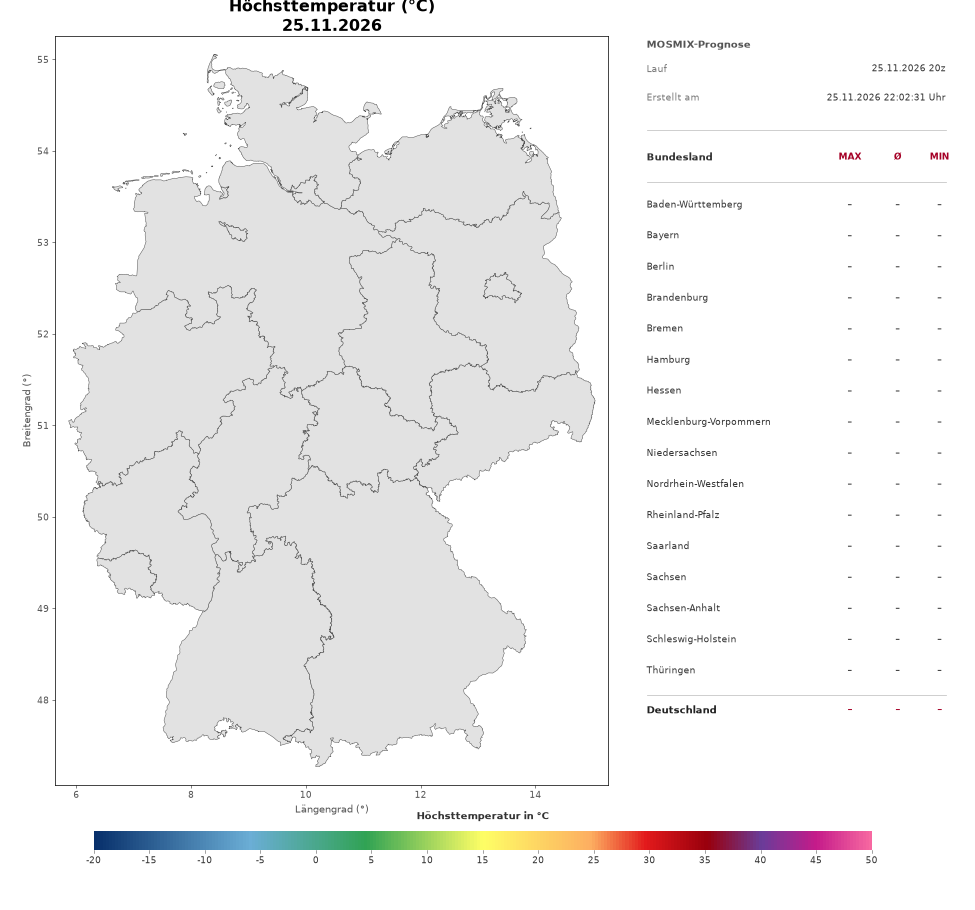 Höchsttemperatur (°C)
25.11.2026
MOSMIX-Prognose
Lauf 25.11.2026 20z
Erstellt am 25.11.2026 22:02:31 Uhr
Bundesland MAX Ø MIN
Baden-Württemberg - - -
Bayern - - -
Berlin - - -
Brandenburg - - -
Bremen - - -
Hamburg - - -
Hessen - - -
Mecklenburg-Vorpommern - - -
Niedersachsen - - -
Nordrhein-Westfalen - - -
Rheinland-Pfalz - - -
Saarland - - -
Sachsen - - -
Sachsen-Anhalt - - -
Schleswig-Holstein - - -
Thüringen - - -
Deutschland - - -
55
54
53
52
51
50
49
48
Breitengrad (°)
6 8 10 12 14
Längengrad (°)
Höchsttemperatur in °C
-20 -15 -10 -5 0 5 10 15 20 25 30 35 40 45 50